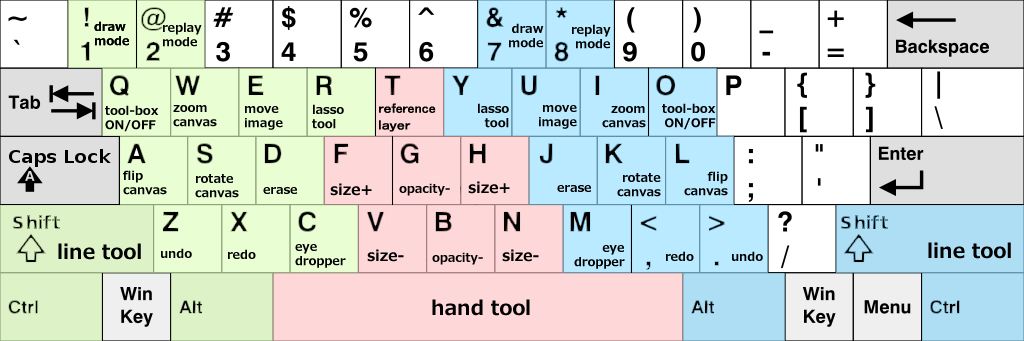 ~ ` ! 1 draw mode @ 2 replay mode # 3 $ 4 % 5 ^ 6 & 7 draw mode * 8 replay mode ( 9 ) 0 _ - + = Backspace
Tab Q tool-box ON/OFF W zoom canvas E move image R lasso tool T reference layer Y lasso tool U move image I zoom canvas O tool-box ON/OFF P { [ } ] | \
Caps Lock A A flip canvas S rotate canvas D erase F size+ G opacity- H size+ J erase K rotate canvas L flip canvas : ; " ' Enter
Shift line tool Z undo X redo C eye dropper V size- B opacity- N size- M eye dropper < , redo > . undo ? / Shift line tool
Ctrl Win Key Alt hand tool Alt Win Key Menu Ctrl